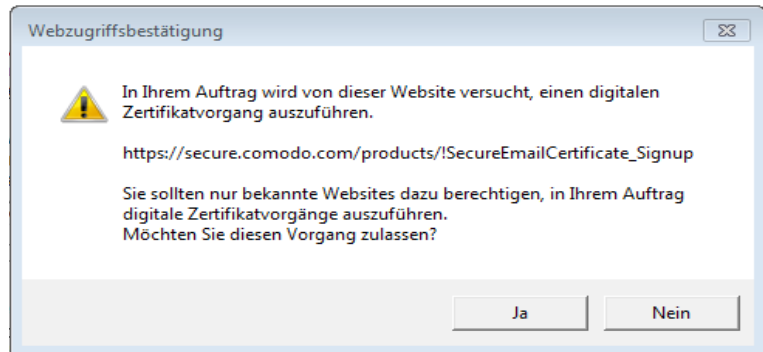 Webzugriffsbestätigung
In Ihrem Auftrag wird von dieser Website versucht, einen digitalen
Zertifikatvorgang auszuführen.
https://secure.comodo.com/products/!SecureEmailCertificate_Signup
Sie sollten nur bekannte Websites dazu berechtigen, in Ihrem Auftrag
digitale Zertifikatvorgänge auszuführen.
Möchten Sie diesen Vorgang zulassen?
Ja Nein